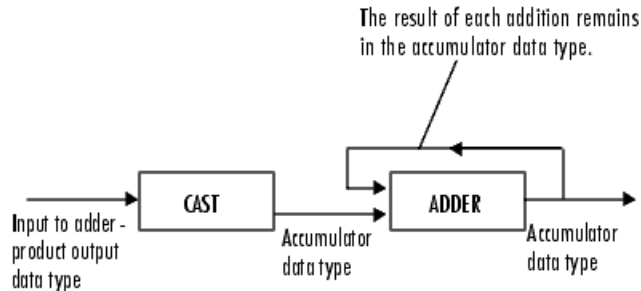 The result of each addition remains
in the accumulator data type.
CAST
ADDER
Input to adder -
product output
data type
Accumulator
data type
Accumulator
data type